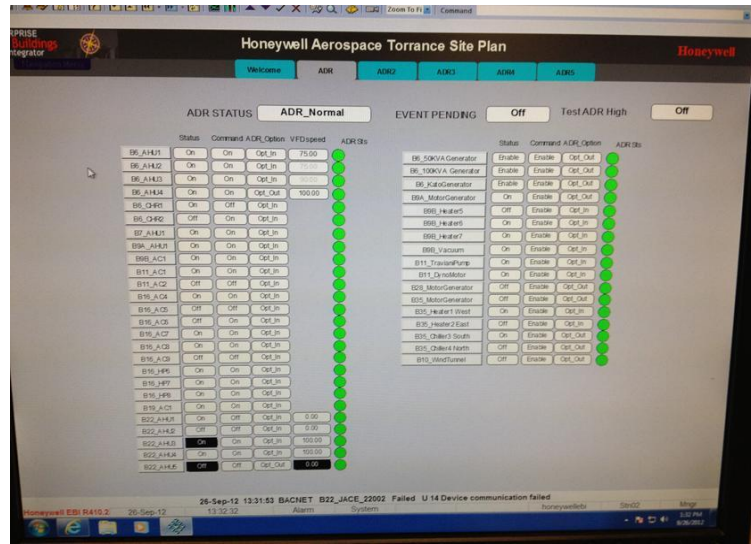 Zoom To Fi Command
RPRISE
Buildings
ntegrator
Honeywell Aerospace Torrance Site Plan
Honeywell
Welcome ADR ADR2 ADR3 ADR4 ADR5
ADR STATUS ADR_Normal EVENT PENDING Off Test ADR High Off
Status Command ADR_Option VFDspeed ADR Sts
B6_AHU1 On On Opt_In 75.00
B6_AHU2 On On Opt_In
B6_AHU3 On On Opt_In
B6_AHU4 On On Opt_Out 100.00
B5_CHR1 On Off Opt_In
B5_CHR2 Off On Opt_In
B7_AHU1 On On Opt_In
B9A_AHU1 On On Opt_In
B9B_AC1 On On Opt_In
B11_AC1 On On Opt_In
B11_AC2 Off On Opt_In
B16_AC4 On On Opt_In
B16_AC5 Off Off Opt_In
B16_AC6 Off On Opt_In
B16_AC7 On On Opt_In
B16_AC8 On On Opt_In
B16_AC9 Off Off Opt_In
B16_HP6 On On Opt_In
B16_HP7 On On Opt_In
B16_HP8 On On Opt_In
B19_AC1 On On Opt_In
B22_AHU1 On Off Opt_In 0.00
B22_AHU2 Off Off Opt_In 0.00
B22_AHU3 On On Opt_In 100.00
B22_AHU4 On On Opt_In 100.00
B22_AHU5 Off Off Opt_Out 0.00
Status Command ADR_Option ADR Sts
B6_50KVA Generator Enable Enable Opt_Out
B6_100KVA Generator Enable Enable Opt_Out
B6_KatoGenerator Enable Enable Opt_Out
B9A_MotorGenerator On Enable Opt_Out
B9B_Heater5 Off Enable Opt_In
B9B_Heater6 On Enable Opt_In
B9B_Heater7 On Enable Opt_In
B9B_Vacuum On Enable Opt_In
B11_TravianiPump On Enable Opt_In
B11_DynoMotor On Enable Opt_In
B28_MotorGenerator Off Enable Opt_Out
B35_MotorGenerator Off Enable Opt_Out
B35_Heater1 West On Enable Opt_In
B35_Heater2 East Off Enable Opt_In
B35_Chiller3 South On Enable Opt_Out
B35_Chiller4 North Off Enable Opt_Out
B10_WindTunnel Off Enable Opt_Out
26-Sep-12 13:31:53 BACNET B22_JACE_22002 Failed U 14 Device communication failed
Honeywell EBI R410.2 26-Sep-12 13:32:32 Alarm System honeywellebi Stn02 Mngr